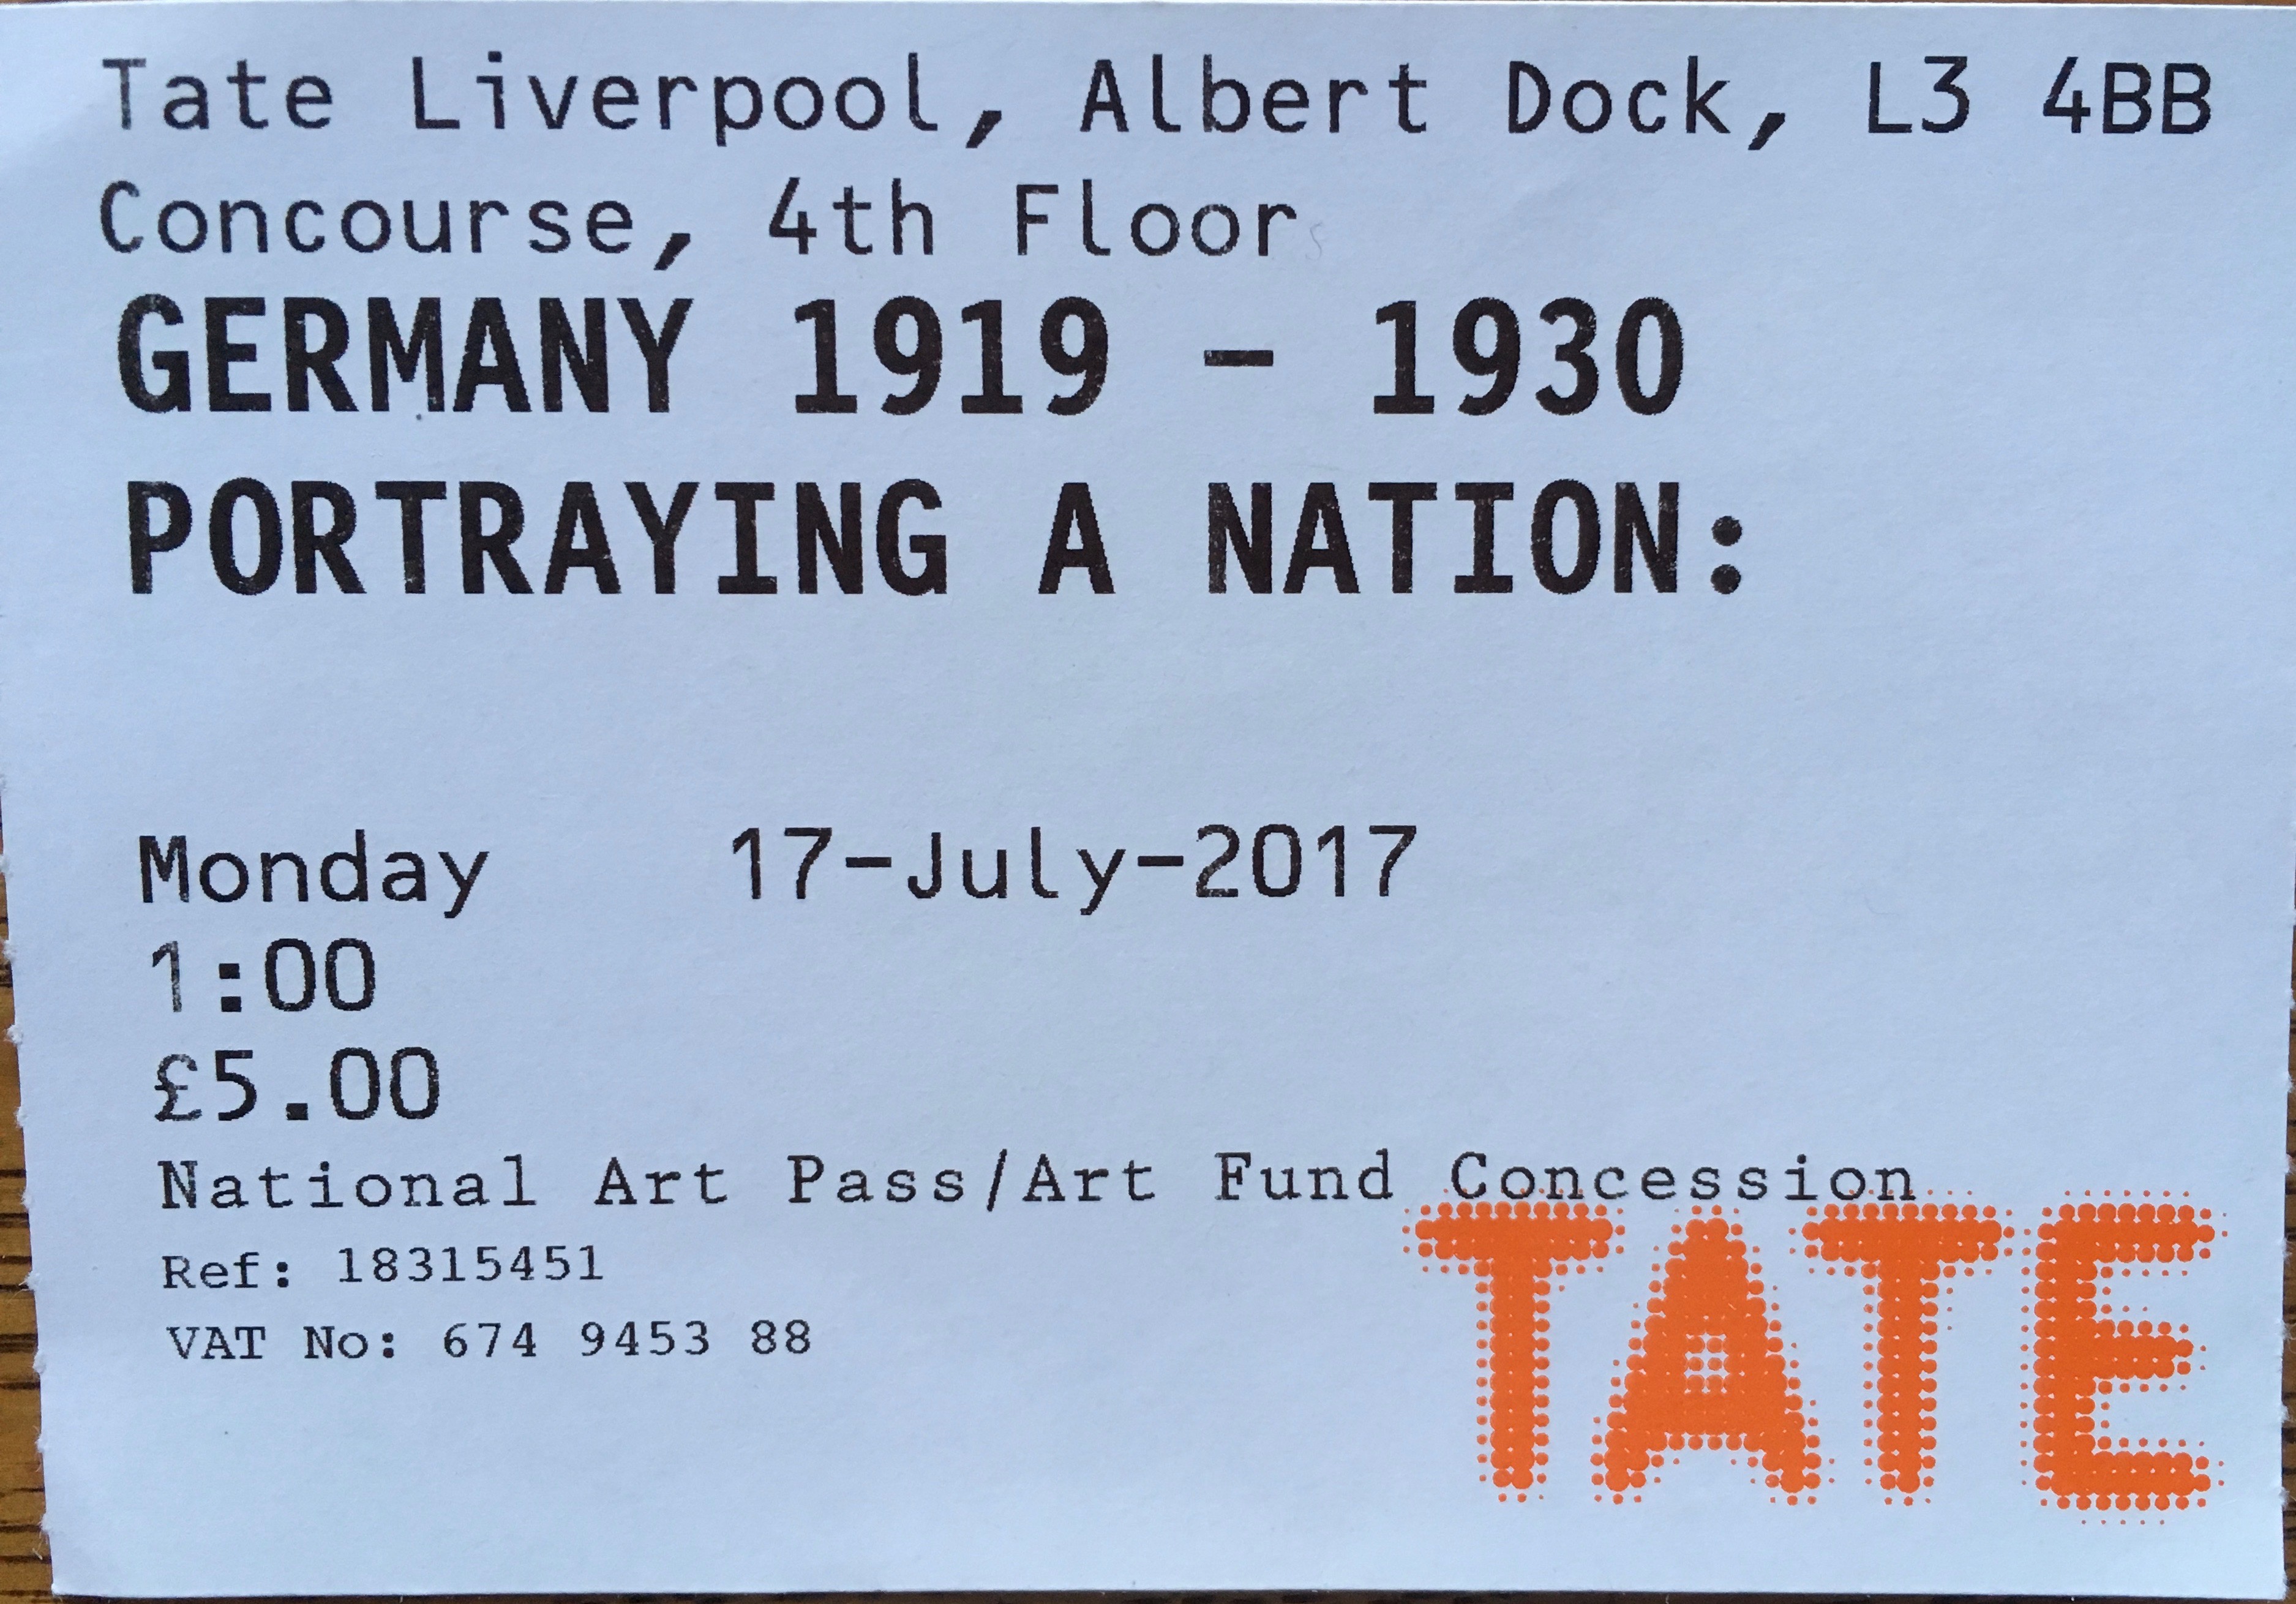 Tate Liverpool, Albert Dock, L3 4BB
Concourse, 4th Floor
GERMANY 1919 - 1930
PORTRAYING A NATION:
Monday 17-July-2017
1:00
£5.00
National Art Pass/Art Fund Concession
Ref: 18315451
VAT No: 674 9453 88
TATE